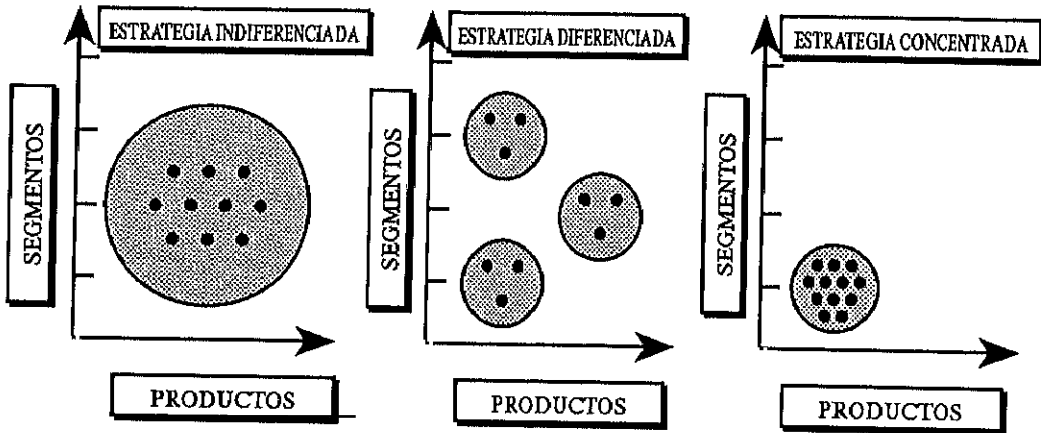 ESTRATEGIA INDIFERENCIADA
SEGMENTOS
PRODUCTOS
ESTRATEGIA DIFERENCIADA
SEGMENTOS
PRODUCTOS
ESTRATEGIA CONCENTRADA
SEGMENTOS
PRODUCTOS